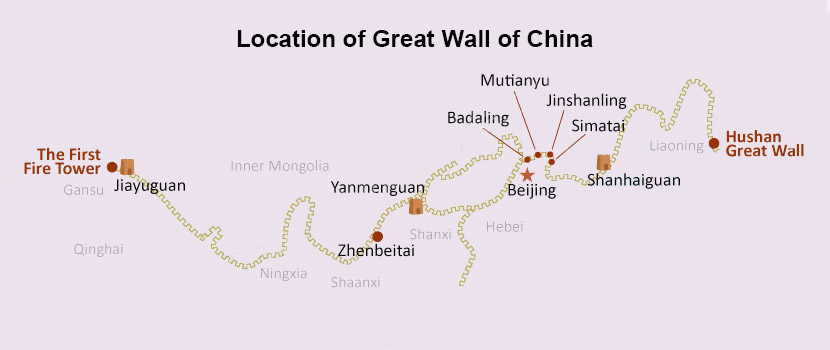 Location of Great Wall of China
Mutianyu
Jinshanling
Badaling
Simatai
Hushan
Great Wall
Liaoning
The First
Fire Tower
Inner Mongolia
Gansu
Jiayuguan
Yanmenguan
Beijing
Shanhaiguan
Hebei
Shanxi
Qinghai
Zhenbeitai
Ningxia
Shaanxi